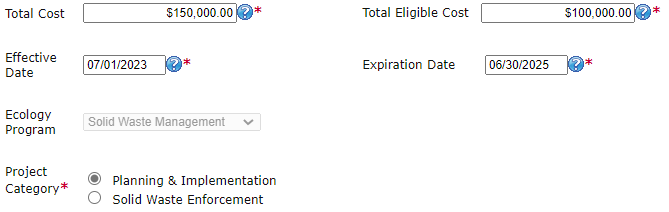 Total Cost $150,000.00 ? * Total Eligible Cost $100,000.00 ? *
Effective
Date 07/01/2023 ? * Expiration Date 06/30/2025 ? *
Ecology
Program Solid Waste Management
Project
Category* Planning & Implementation
Solid Waste Enforcement